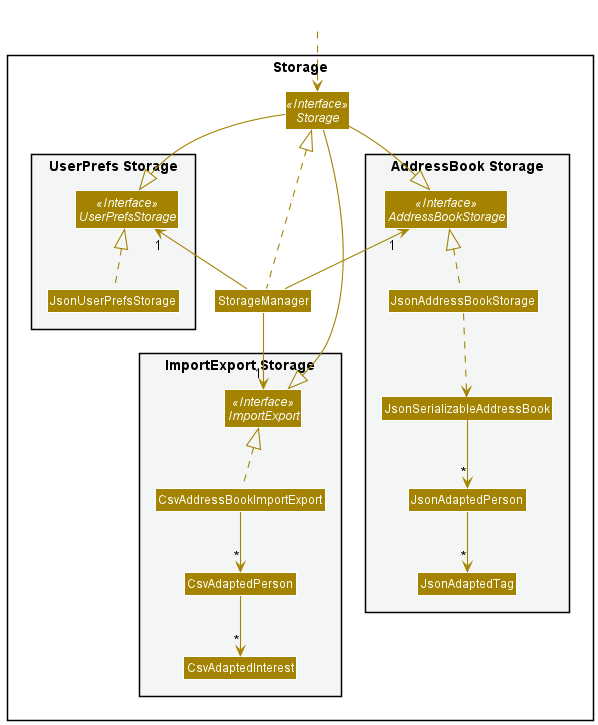 Storage
«Interface»
Storage
UserPrefs Storage
AddressBook Storage
«Interface»
UserPrefsStorage
«Interface»
AddressBookStorage
1
1
JsonUserPrefsStorage
StorageManager
JsonAddressBookStorage
ImportExport Storage
1
«Interface»
ImportExport
JsonSerializableAddressBook
*
CsvAddressBookImportExport
JsonAdaptedPerson
*
*
CsvAdaptedPerson
JsonAdaptedTag
*
CsvAdaptedInterest